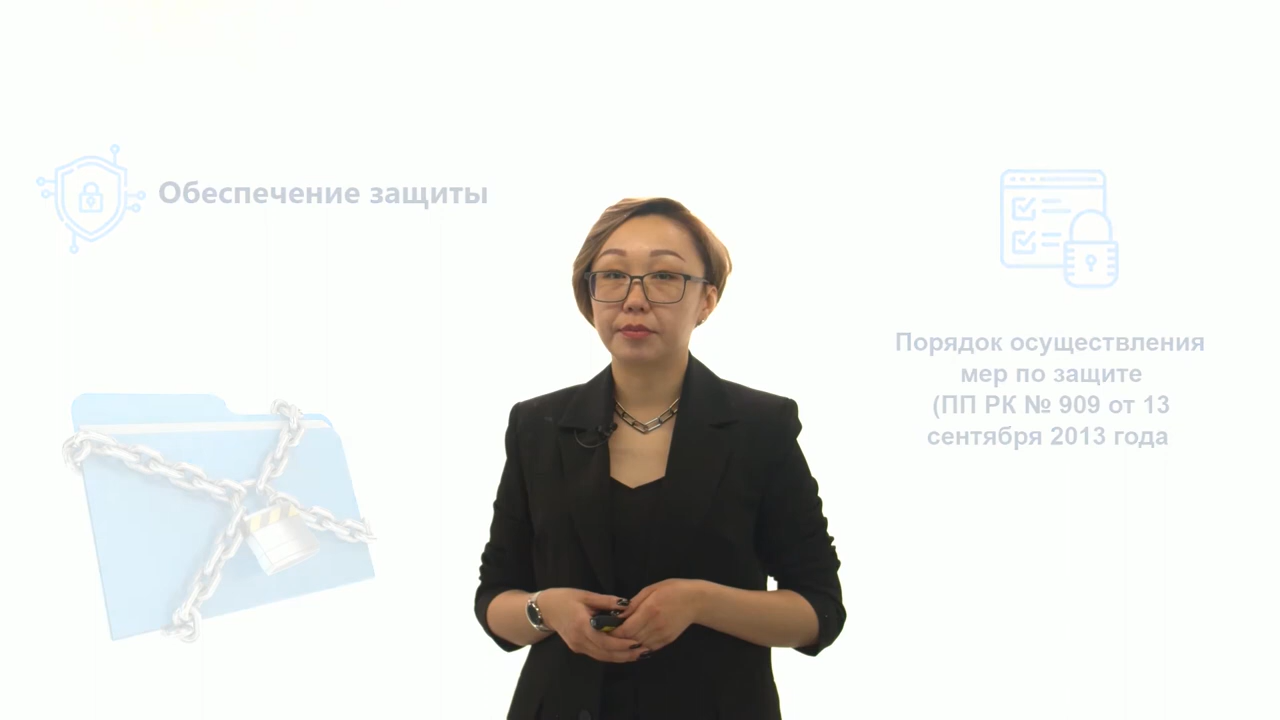 Обеспечение защиты
Порядок осуществления
мер по защите
(ПП РК № 909 от 13
сентября 2013 года